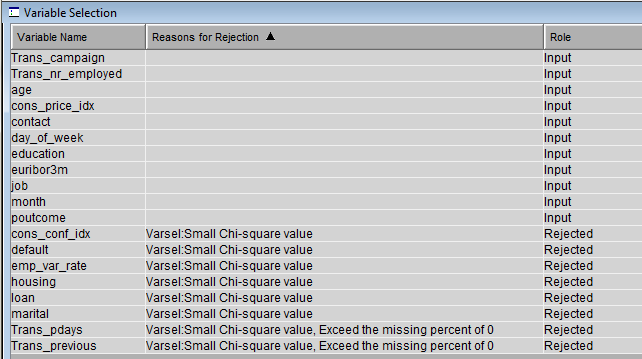 Variable Selection
Variable Name Reasons for Rejection ▲ Role
Trans_campaign Input
Trans_nr_employed Input
age Input
cons_price_idx Input
contact Input
day_of_week Input
education Input
euribor3m Input
job Input
month Input
poutcome Input
cons_conf_idx Varsel:Small Chi-square value Rejected
default Varsel:Small Chi-square value Rejected
emp_var_rate Varsel:Small Chi-square value Rejected
housing Varsel:Small Chi-square value Rejected
loan Varsel:Small Chi-square value Rejected
marital Varsel:Small Chi-square value Rejected
Trans_pdays Varsel:Small Chi-square value, Exceed the missing percent of 0 Rejected
Trans_previous Varsel:Small Chi-square value, Exceed the missing percent of 0 Rejected